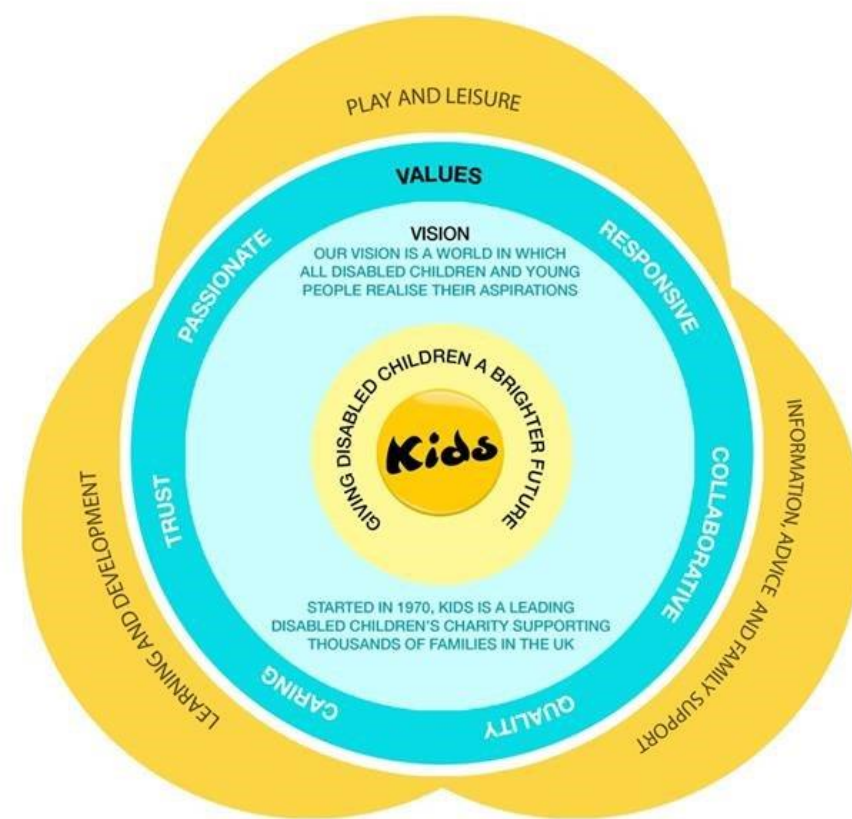 PLAY AND LEISURE
VALUES
PASSIONATE
RESPONSIVE
VISION
OUR VISION IS A WORLD IN WHICH
ALL DISABLED CHILDREN AND YOUNG
PEOPLE REALISE THEIR ASPIRATIONS
GIVING DISABLED CHILDREN A BRIGHTER FUTURE
Kids
TRUST
COLLABORATIVE
LEARNING AND DEVELOPMENT
INFORMATION, ADVICE AND FAMILY SUPPORT
STARTED IN 1970, KIDS IS A LEADING
DISABLED CHILDREN'S CHARITY SUPPORTING
THOUSANDS OF FAMILIES IN THE UK
CARING
QUALITY